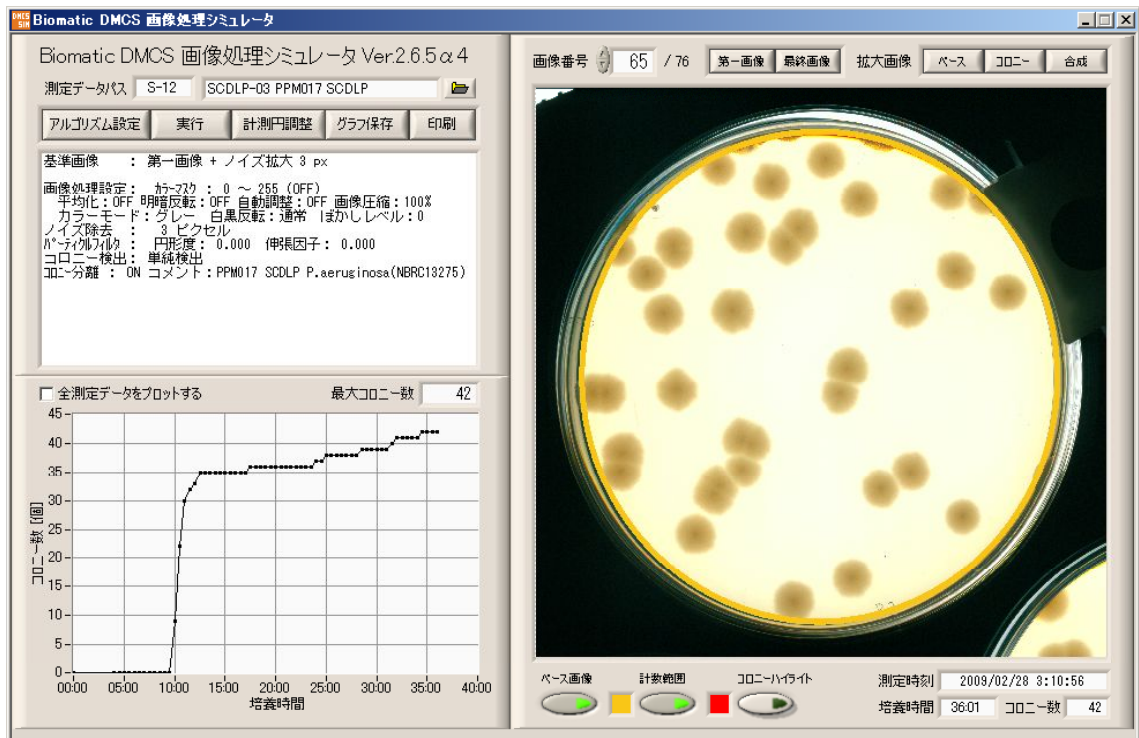 DMCS SIM Biomatic DMCS 画像処理シミュレータ
Biomatic DMCS 画像処理シミュレータ Ver.2.6.5α4
測定データパス S-12 SCDLP-03 PPM017 SCDLP
アルゴリズム設定 実行 計測円調整 グラフ保存 印刷
基準画像 : 第一画像 + ノイズ拡大 3 px
画像処理設定: カラーマスク : 0 ～ 255 (OFF)
平均化:OFF 明暗反転:OFF 自動調整:OFF 画像圧縮:100%
カラーモード:グレー 白黒反転:通常 ぼかしレベル:0
ノイズ除去 : 3 ピクセル
パーティクルフィルタ : 円形度: 0.000 伸張因子: 0.000
コロニー検出: 単純検出
コロニー分離 : ON コメント:PPM017 SCDLP P.aeruginosa(NBRC13275)
全測定データをプロットする 最大コロニー数 42
45
40
35
30
25
20
15
10
5
0
コロニー数 [個]
00:00 05:00 10:00 15:00 20:00 25:00 30:00 35:00 40:00
培養時間
画像番号 65 / 76 第一画像 最終画像 拡大画像 ベース コロニー 合成
ベース画像 計数範囲 コロニーハイライト
測定時刻 2009/02/28 3:10:56
培養時間 36:01 コロニー数 42